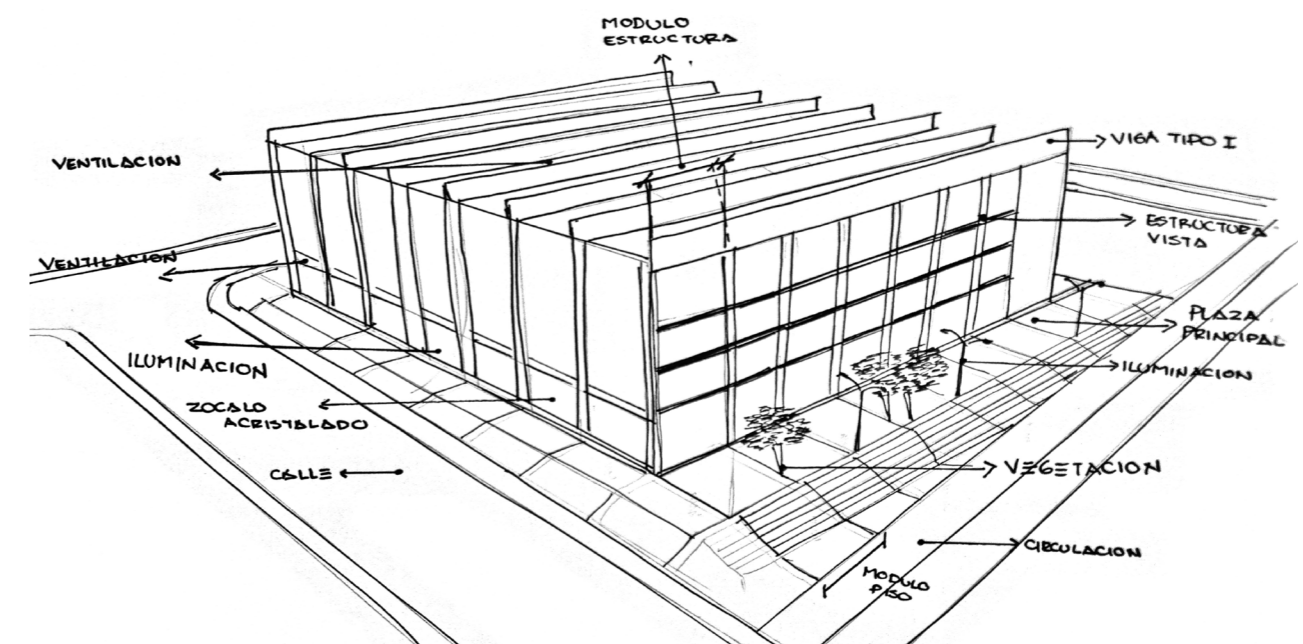 MODULO
ESTRUCTURA
VENTILACION
VIGA TIPO I
ESTRUCTURA
VISTA
VENTILACION
PLAZA
PRINCIPAL
ILUMINACION
ILUMINACION
ZOCALO
ACRISTALADO
CALLE
VEGETACION
CIRCULACION
MODULO
PISO